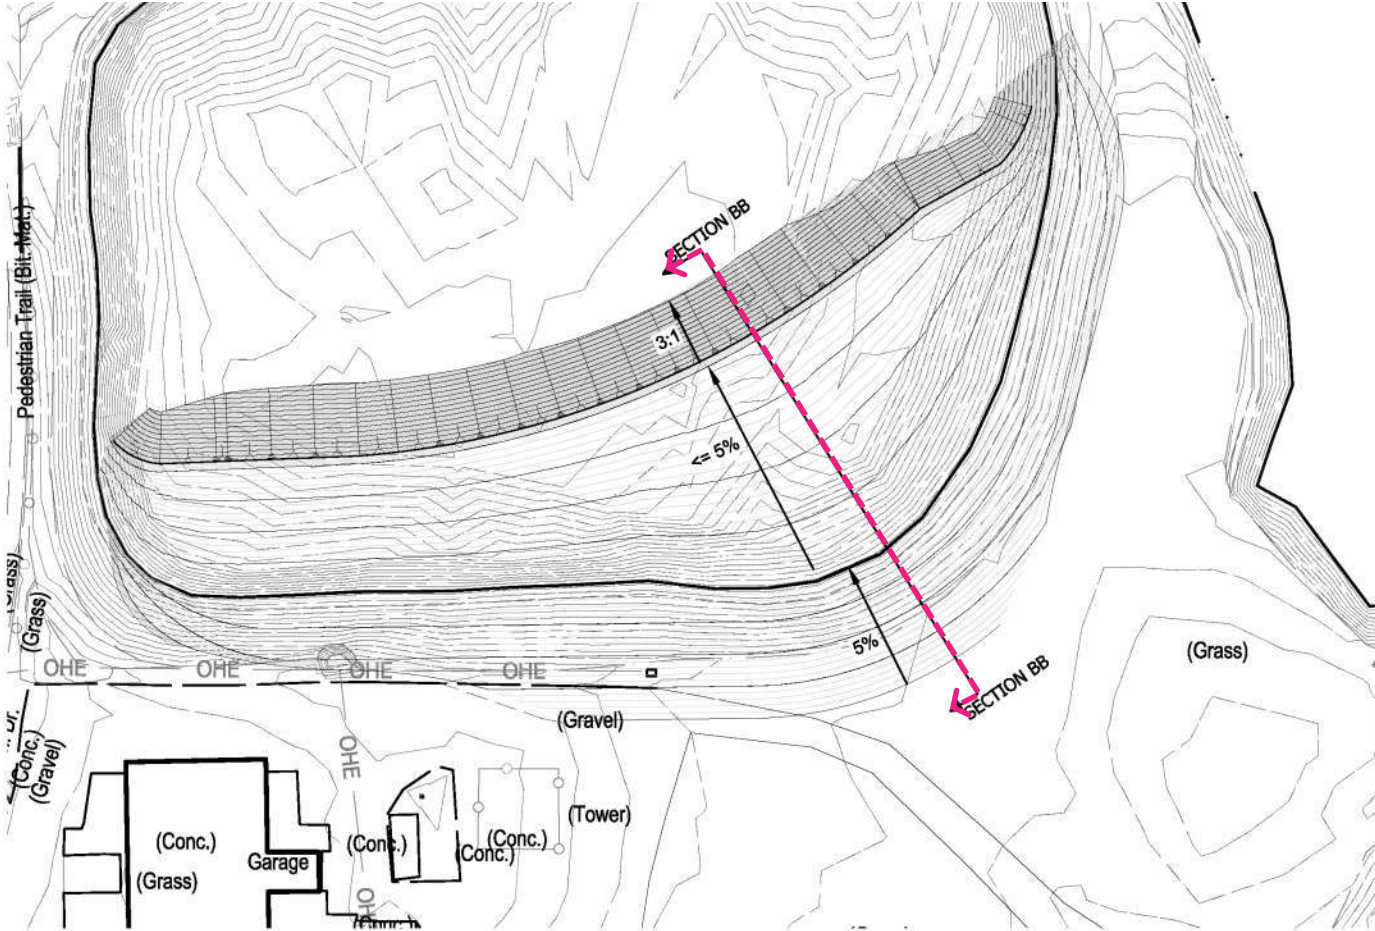 SECTION BB
Pedestrian Trail (Bit. Mat.)
3:1
<= 5%
5%
SECTION BB
(Grass)
(Grass)
(Grass)
OHE
OHE
OHE
OHE
(Gravel)
(Conc.)
(Gravel)
OHE
(Tower)
(Conc.)
Garage
(Conc.)
(Conc.)
(Conc.)
(Grass)